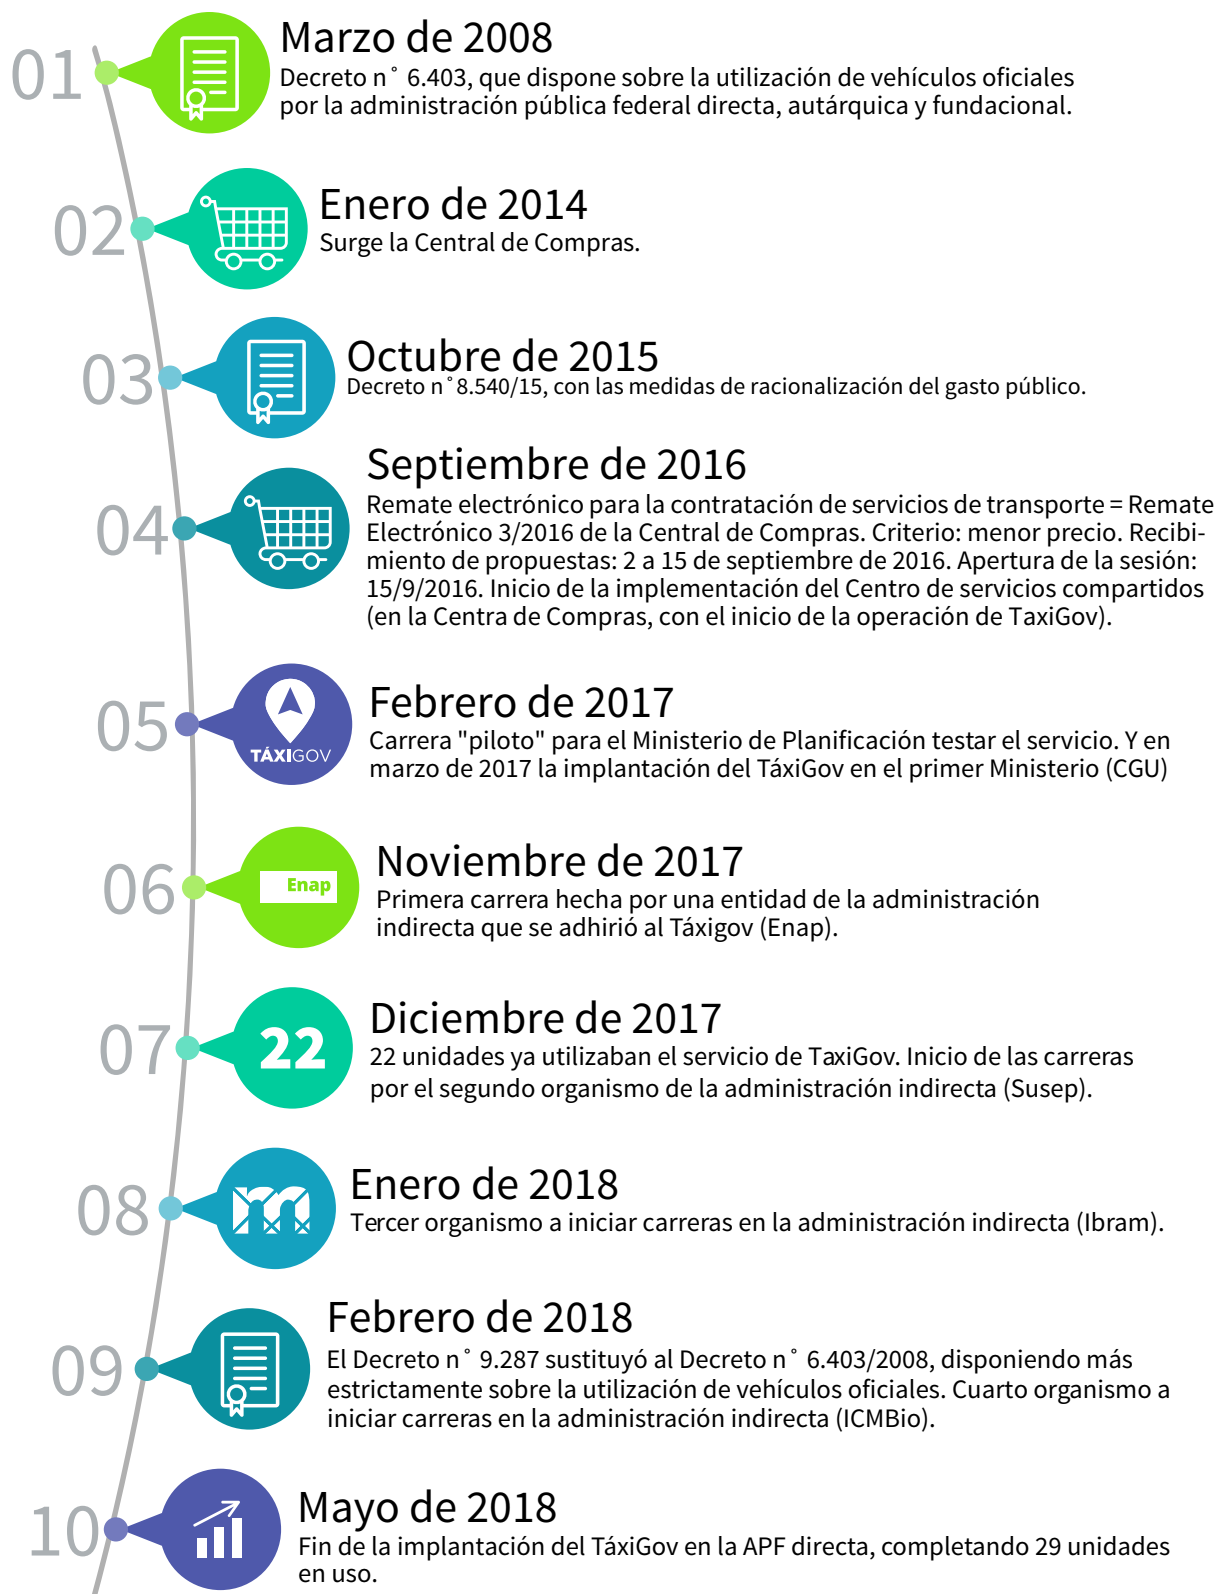 01
Marzo de 2008
Decreto n˚ 6.403, que dispone sobre la utilización de vehículos oficiales
por la administración pública federal directa, autárquica y fundacional.
02
Enero de 2014
Surge la Central de Compras.
03
Octubre de 2015
Decreto n˚8.540/15, con las medidas de racionalización del gasto público.
04
Septiembre de 2016
Remate electrónico para la contratación de servicios de transporte = Remate
Electrónico 3/2016 de la Central de Compras. Criterio: menor precio. Recibi-
miento de propuestas: 2 a 15 de septiembre de 2016. Apertura de la sesión:
15/9/2016. Inicio de la implementación del Centro de servicios compartidos
(en la Centra de Compras, con el inicio de la operación de TaxiGov).
05
TÁXIGOV
Febrero de 2017
Carrera "piloto" para el Ministerio de Planificación testar el servicio. Y en
marzo de 2017 la implantación del TáxiGov en el primer Ministerio (CGU)
06
Enap
Noviembre de 2017
Primera carrera hecha por una entidad de la administración
indirecta que se adhirió al Táxigov (Enap).
07
22
Diciembre de 2017
22 unidades ya utilizaban el servicio de TaxiGov. Inicio de las carreras
por el segundo organismo de la administración indirecta (Susep).
08
m
Enero de 2018
Tercer organismo a iniciar carreras en la administración indirecta (Ibram).
09
Febrero de 2018
El Decreto n˚ 9.287 sustituyó al Decreto n˚ 6.403/2008, disponiendo más
estrictamente sobre la utilización de vehículos oficiales. Cuarto organismo a
iniciar carreras en la administración indirecta (ICMBio).
10
Mayo de 2018
Fin de la implantación del TáxiGov en la APF directa, completando 29 unidades
en uso.